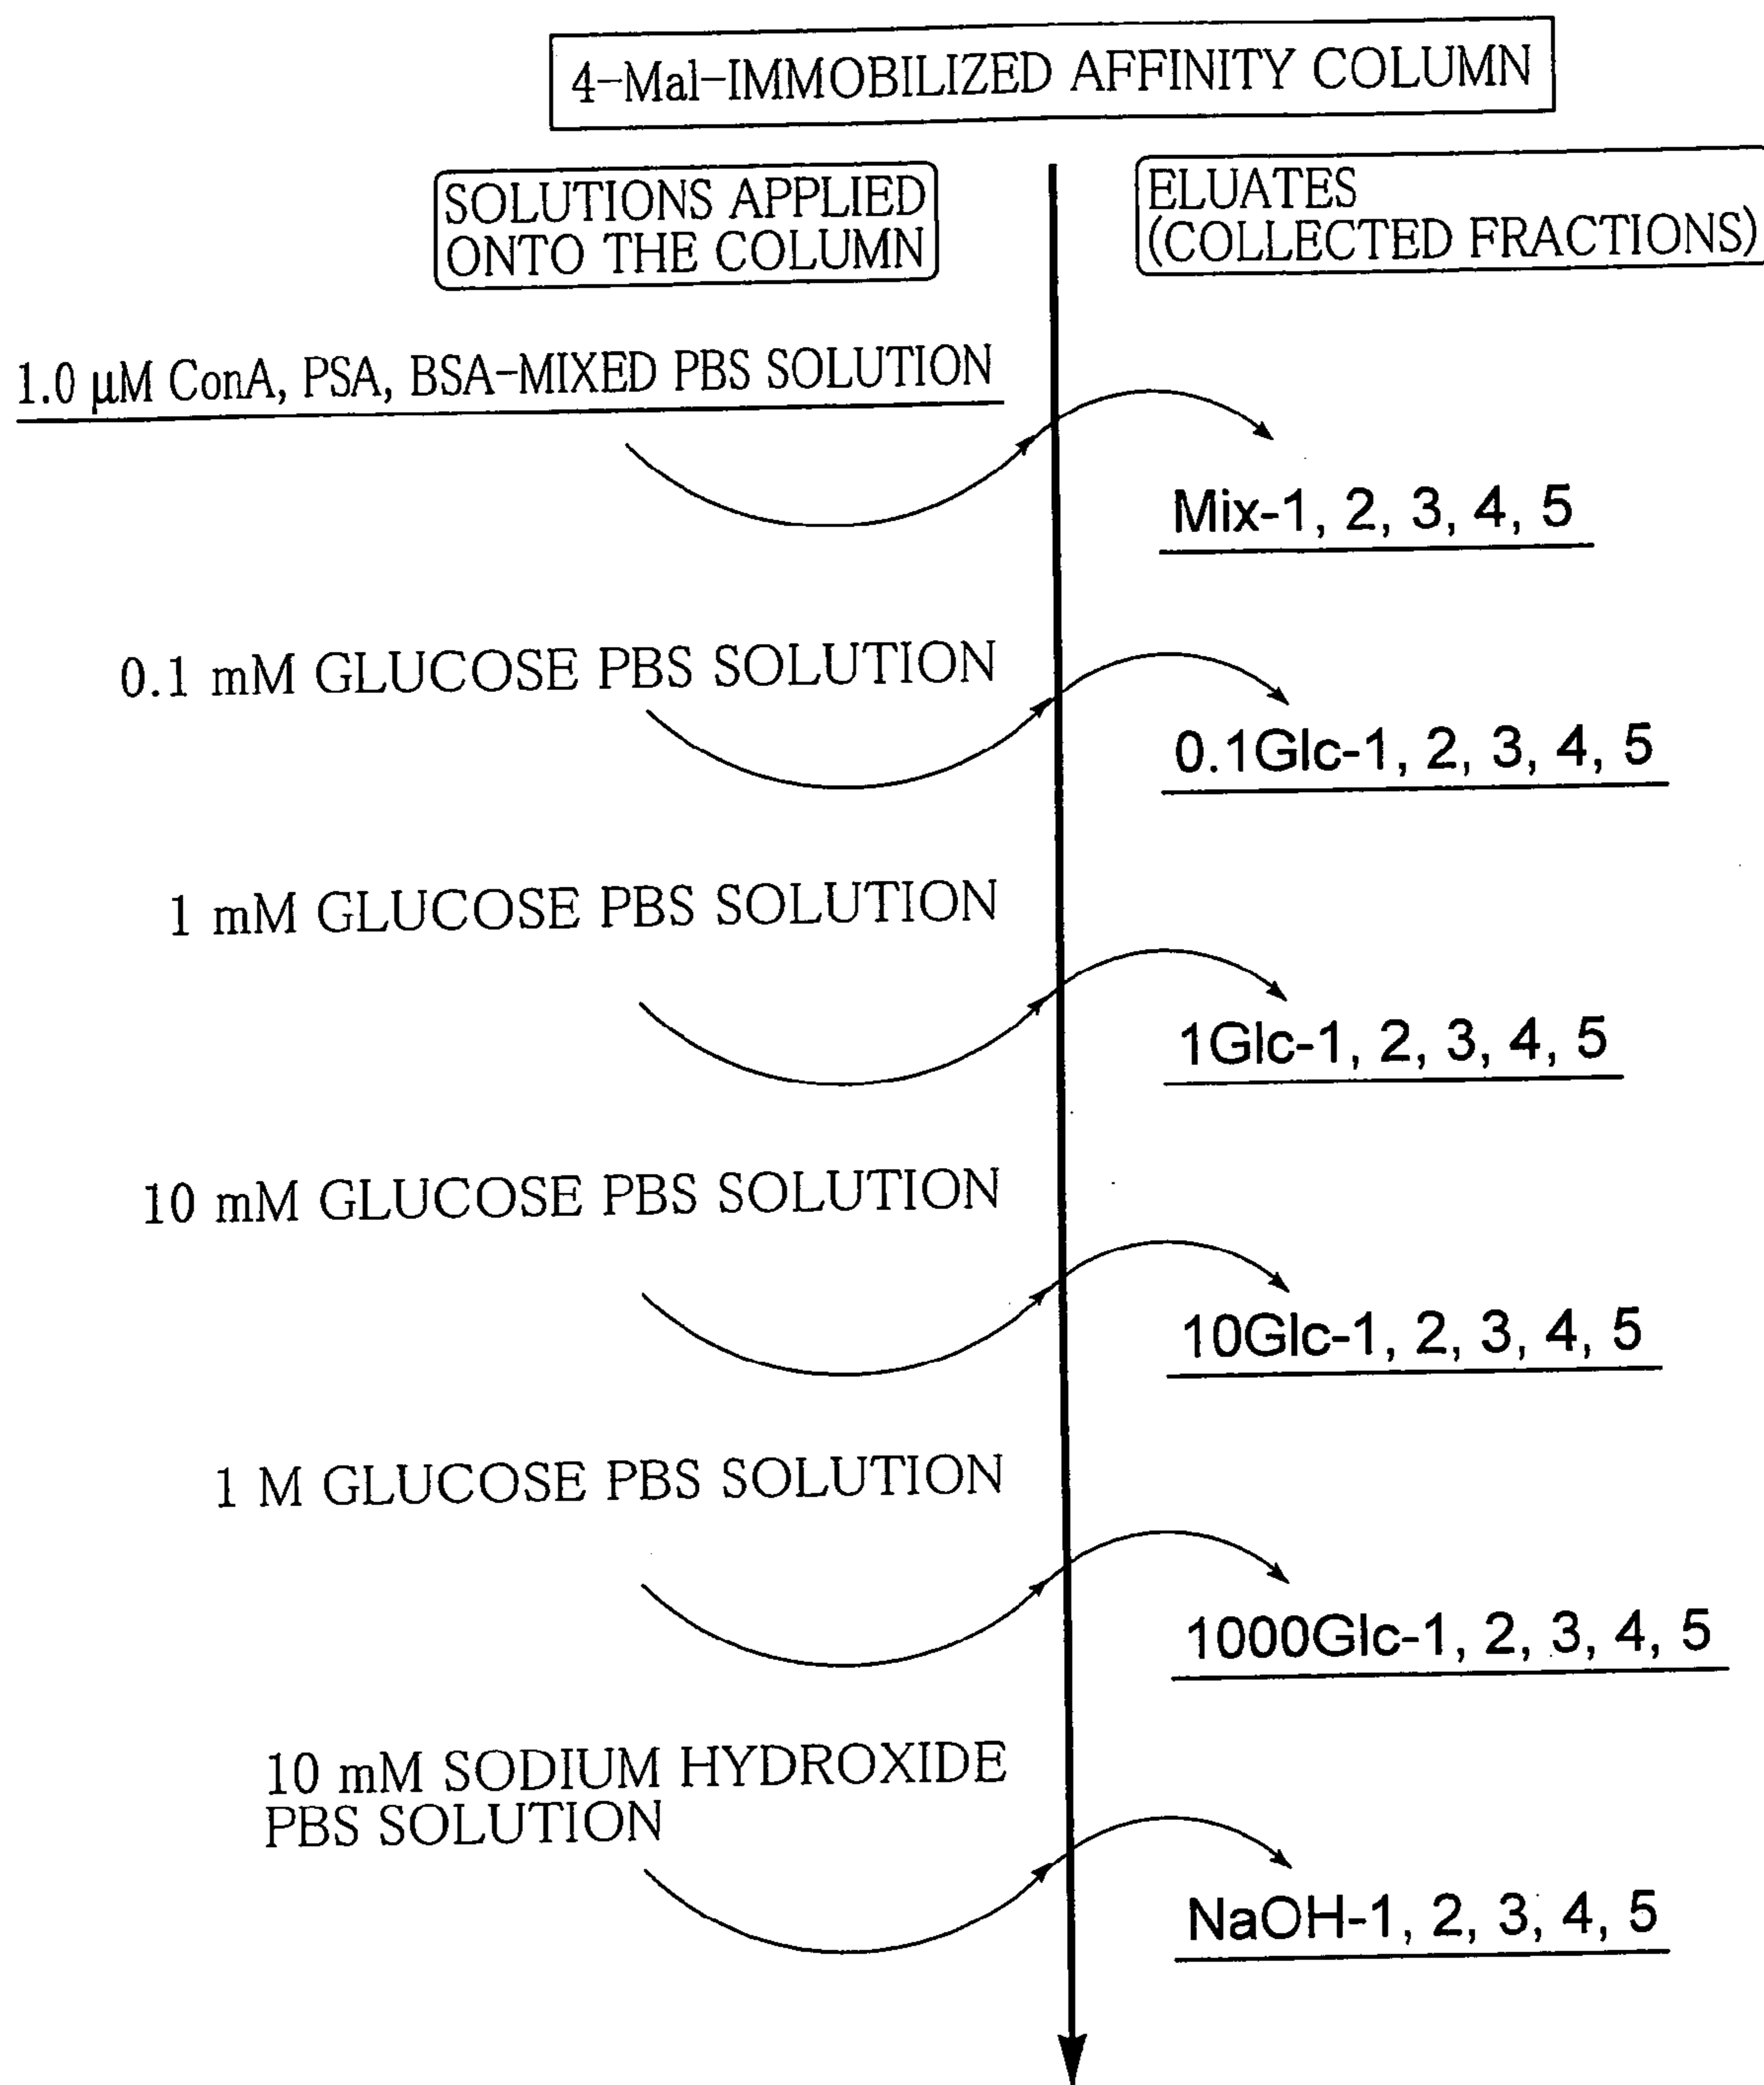 4-Mal-IMMOBILIZED AFFINITY COLUMN
SOLUTIONS APPLIED
ONTO THE COLUMN
ELUATES
(COLLECTED FRACTIONS)
1.0 μM ConA, PSA, BSA-MIXED PBS SOLUTION
Mix-1, 2, 3, 4, 5
0.1 mM GLUCOSE PBS SOLUTION
0.1Glc-1, 2, 3, 4, 5
1 mM GLUCOSE PBS SOLUTION
1Glc-1, 2, 3, 4, 5
10 mM GLUCOSE PBS SOLUTION
10Glc-1, 2, 3, 4, 5
1 M GLUCOSE PBS SOLUTION
1000Glc-1, 2, 3, 4, 5
10 mM SODIUM HYDROXIDE
PBS SOLUTION
NaOH-1, 2, 3, 4, 5